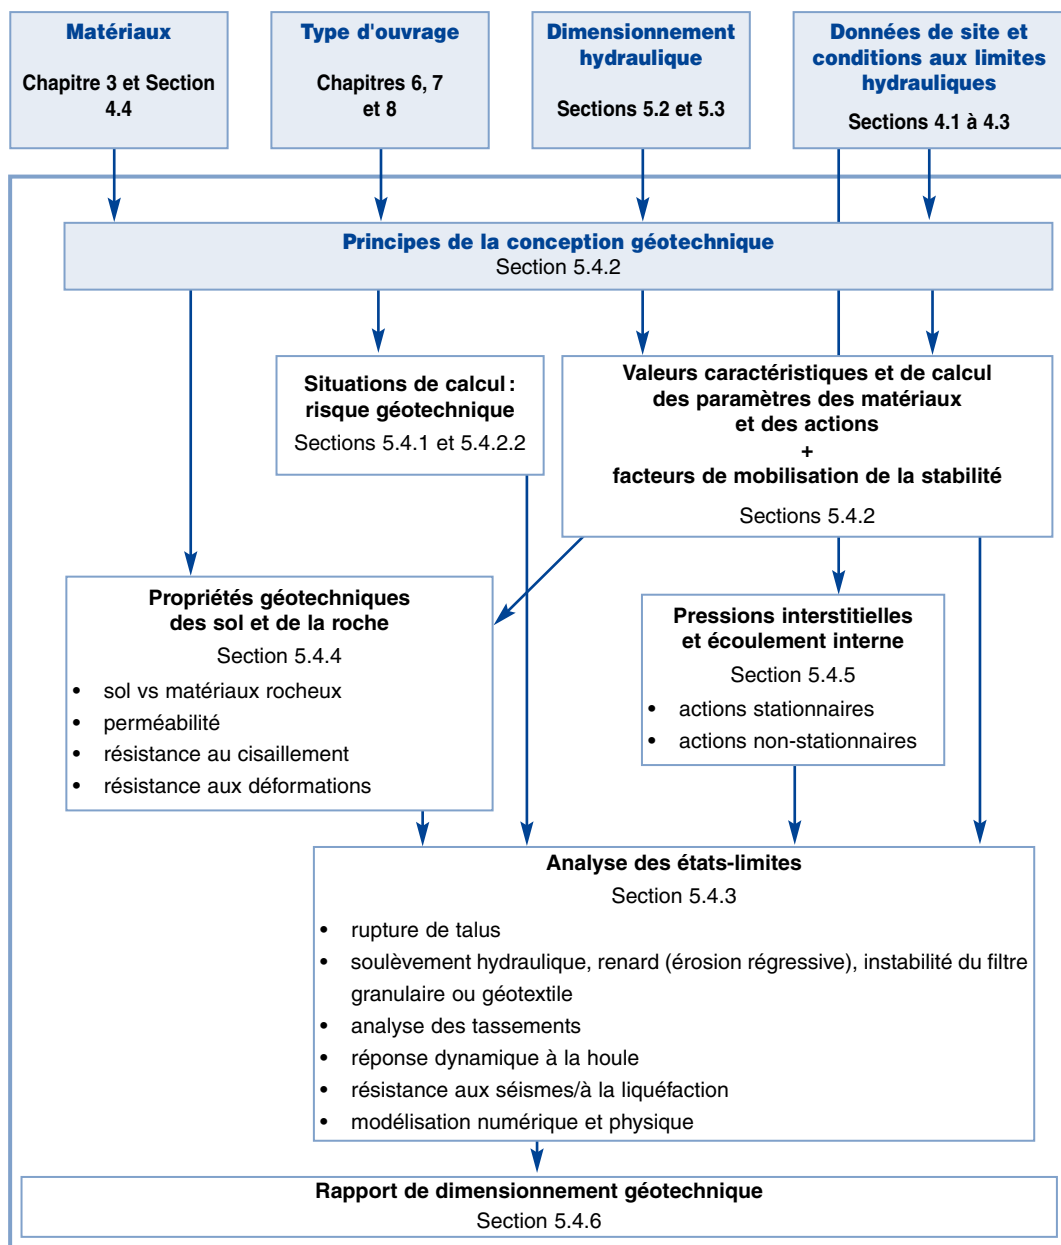 Matériaux
Chapitre 3 et Section
4.4
Type d'ouvrage
Chapitres 6, 7
et 8
Dimensionnement
hydraulique
Sections 5.2 et 5.3
Données de site et
conditions aux limites
hydrauliques
Sections 4.1 à 4.3
Principes de la conception géotechnique
Section 5.4.2
Situations de calcul :
risque géotechnique
Sections 5.4.1 et 5.4.2.2
Valeurs caractéristiques et de calcul
des paramètres des matériaux
et des actions
+
facteurs de mobilisation de la stabilité
Sections 5.4.2
Propriétés géotechniques
des sol et de la roche
Section 5.4.4
• sol vs matériaux rocheux
• perméabilité
• résistance au cisaillement
• résistance aux déformations
Pressions interstitielles
et écoulement interne
Section 5.4.5
• actions stationnaires
• actions non-stationnaires
Analyse des états-limites
Section 5.4.3
• rupture de talus
• soulèvement hydraulique, renard (érosion régressive), instabilité du filtre
granulaire ou géotextile
• analyse des tassements
• réponse dynamique à la houle
• résistance aux séismes/à la liquéfaction
• modélisation numérique et physique
Rapport de dimensionnement géotechnique
Section 5.4.6